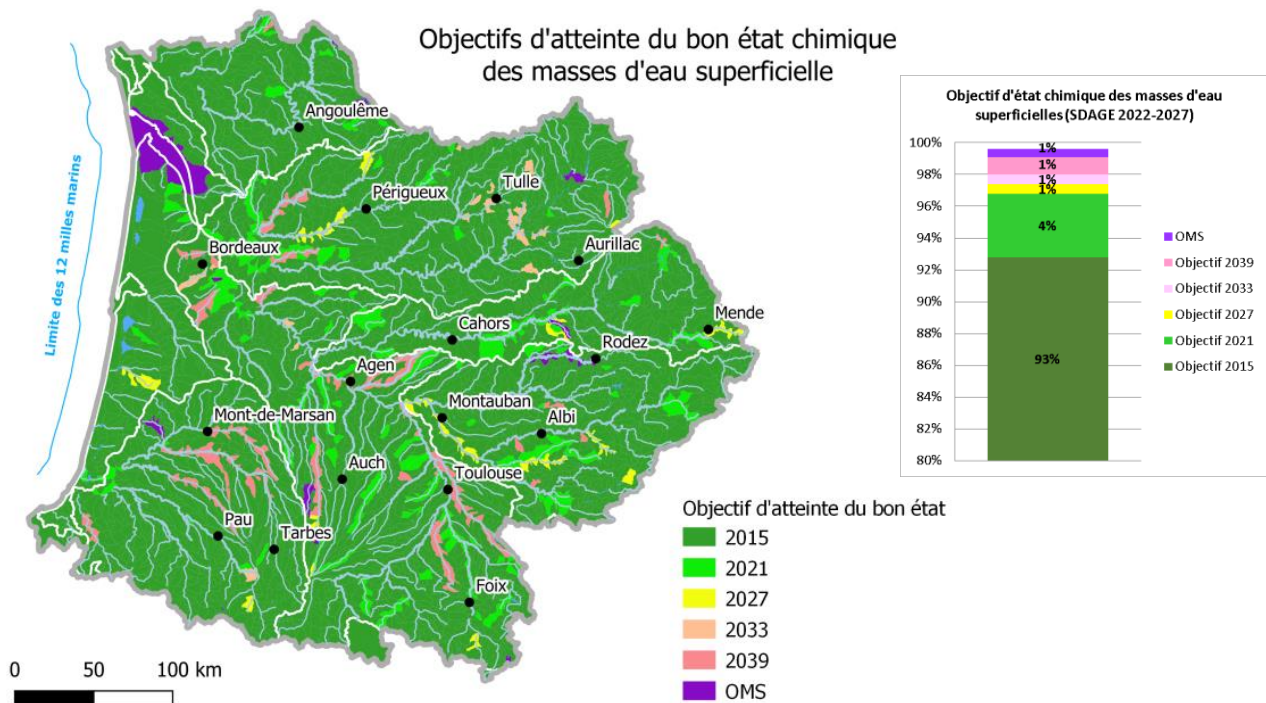 Objectifs d'atteinte du bon état chimique
des masses d'eau superficielle
Limite des 12 milles marins
Angoulême
Périgueux
Tulle
Bordeaux
Aurillac
Mende
Cahors
Rodez
Agen
Montauban
Albi
Mont-de-Marsan
Auch
Toulouse
Pau
Tarbes
Foix
0 50 100 km
Objectif d'atteinte du bon état
2015
2021
2027
2033
2039
OMS
Objectif d'état chimique des masses d'eau
superficielles (SDAGE 2022-2027)
100%
98%
96%
94%
92%
90%
88%
86%
84%
82%
80%
1%
1%
1%
1%
4%
93%
OMS
Objectif 2039
Objectif 2033
Objectif 2027
Objectif 2021
Objectif 2015